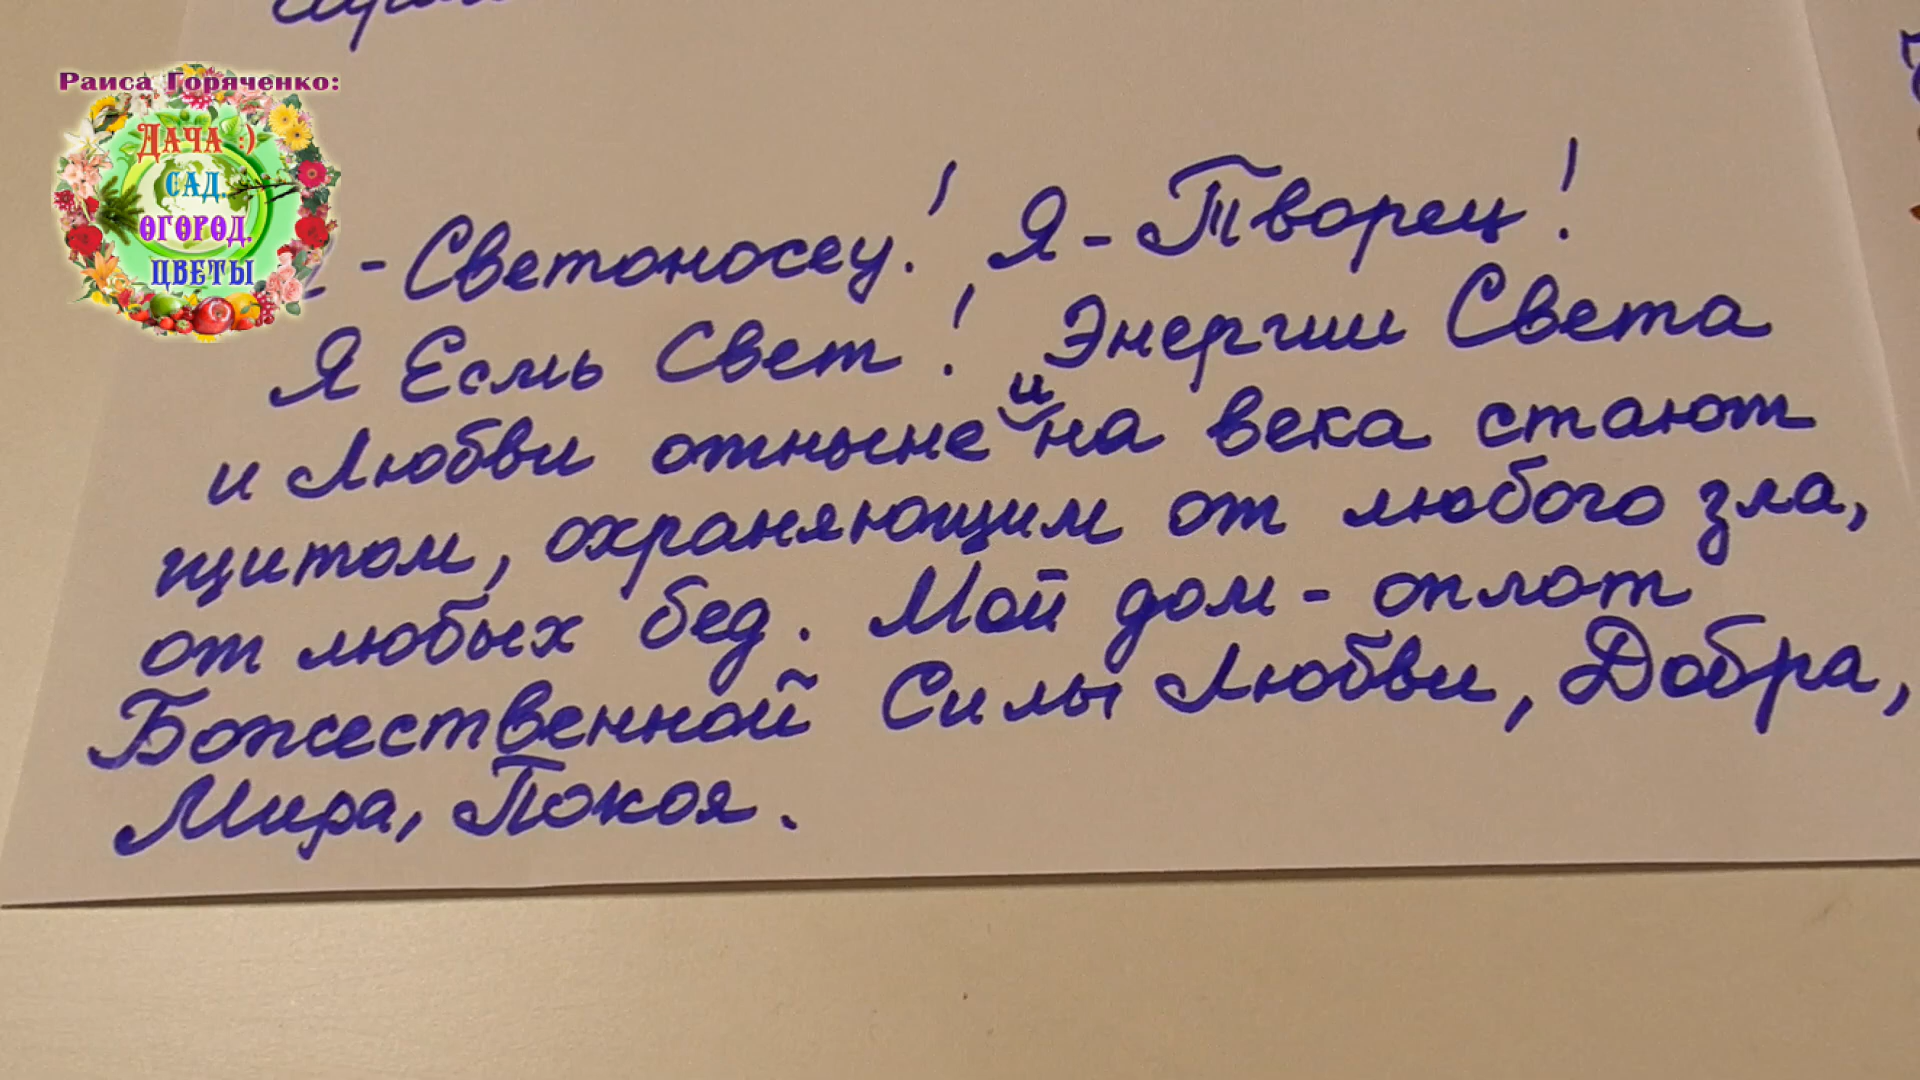 Раиса Горяченко:
Дача :)
САД.
ОГОРОД.
ЦВЕТЫ
- Светоносец! Я - Творец!
Я Есмь Свет! Энергии Света
и Любви отныне и на века стают
щитом, охраняющим от любого зла,
от любых бед. Мой дом - оплот
Божественной Силы Любви, Добра,
Мира, Покоя.